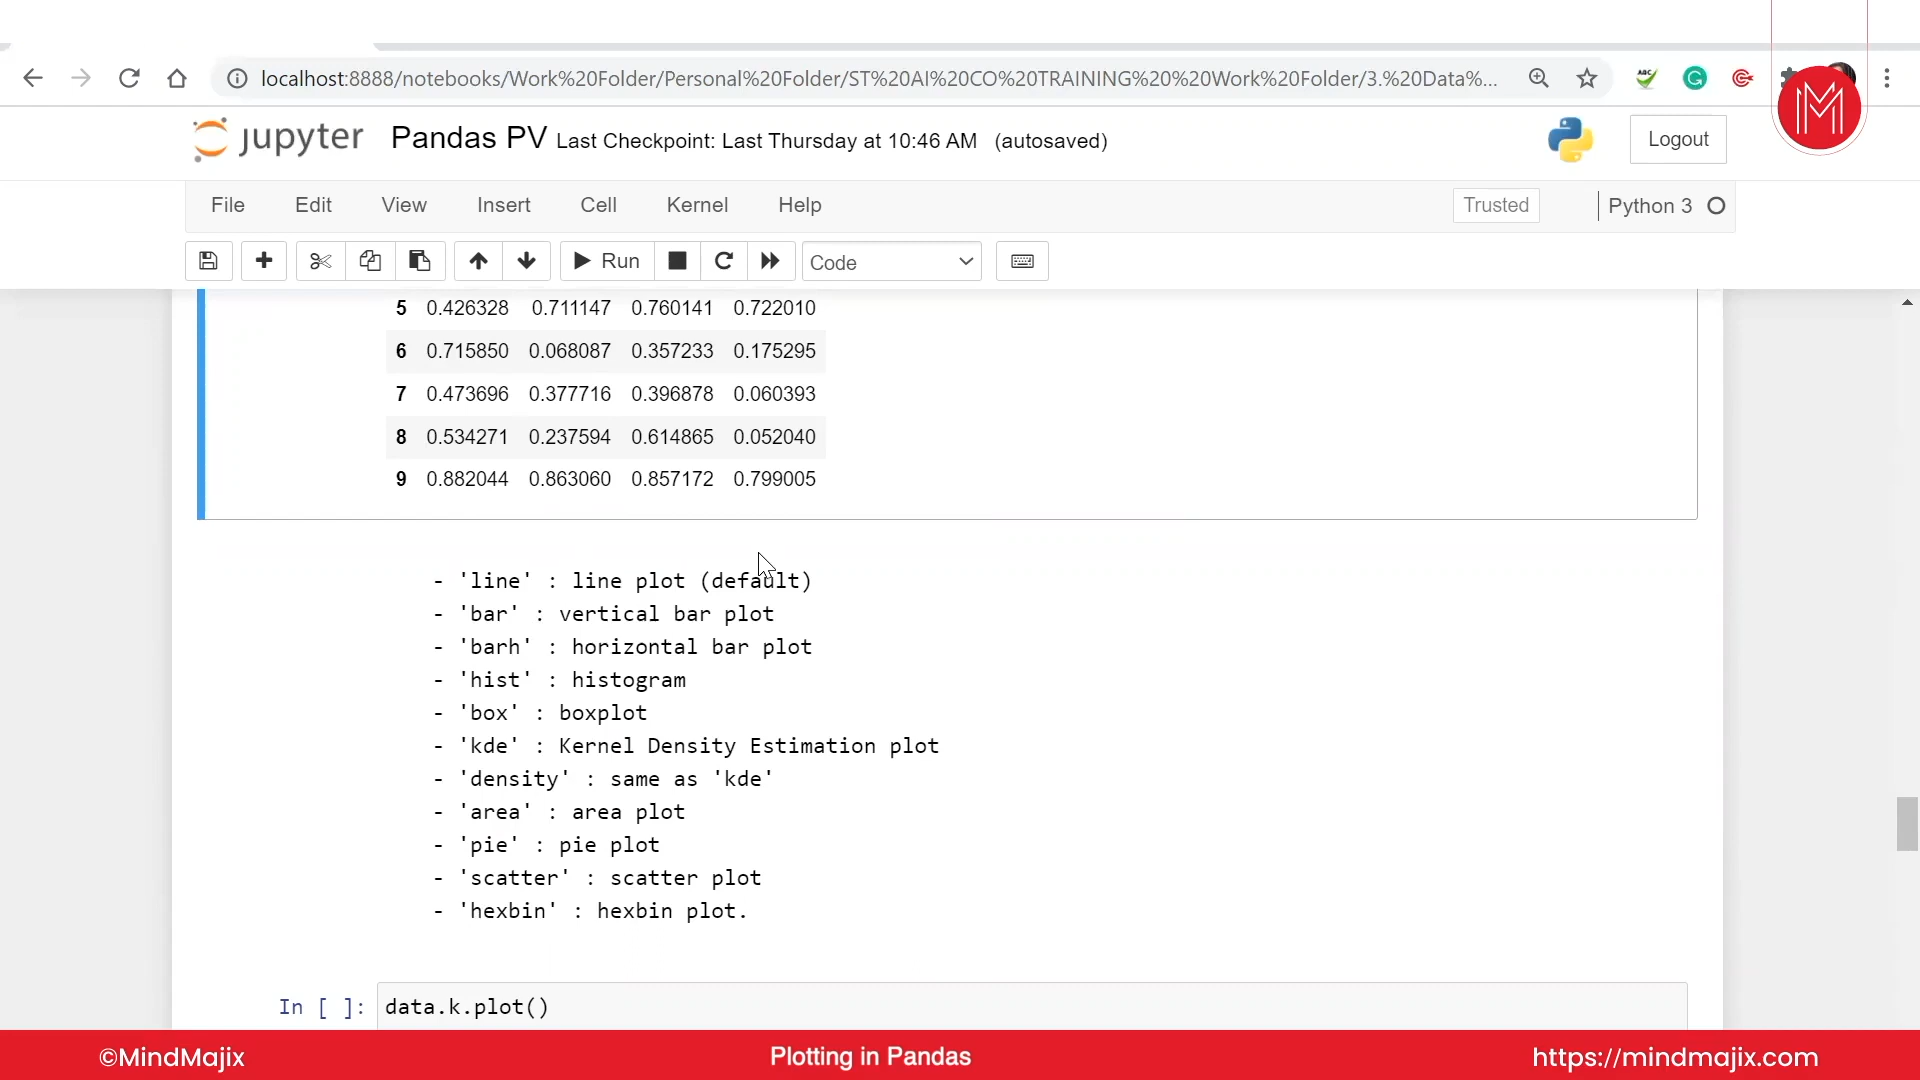 localhost:8888/notebooks/Work%20Folder/Personal%20Folder/ST%20AI%20CO%20TRAINING%20%20Work%20Folder/3.%20Data%...
ABC
G
M
jupyter Pandas PV Last Checkpoint: Last Thursday at 10:46 AM (autosaved)
Logout
File Edit View Insert Cell Kernel Help
Trusted
Python 3
Run
Code
5 0.426328 0.711147 0.760141 0.722010
6 0.715850 0.068087 0.357233 0.175295
7 0.473696 0.377716 0.396878 0.060393
8 0.534271 0.237594 0.614865 0.052040
9 0.882044 0.863060 0.857172 0.799005
- 'line' : line plot (default)
- 'bar' : vertical bar plot
- 'barh' : horizontal bar plot
- 'hist' : histogram
- 'box' : boxplot
- 'kde' : Kernel Density Estimation plot
- 'density' : same as 'kde'
- 'area' : area plot
- 'pie' : pie plot
- 'scatter' : scatter plot
- 'hexbin' : hexbin plot.
In [ ]: data.k.plot()
©MindMajix
Plotting in Pandas
https://mindmajix.com